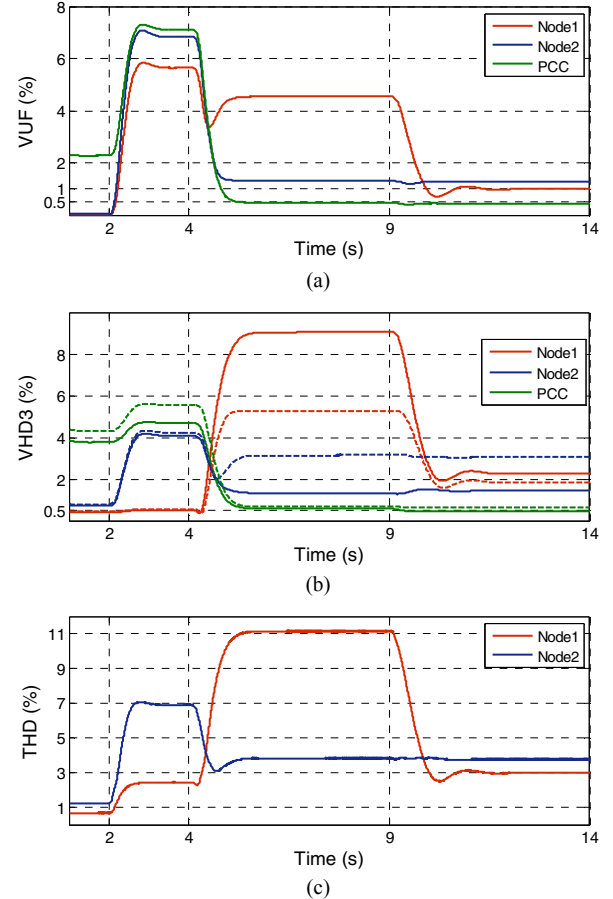 8
6
4
2
1
0.5
VUF (%)
Node1
Node2
PCC
2
4
9
14
Time (s)
(a)
8
6
4
2
0.5
VHD3 (%)
Node1
Node2
PCC
2
4
9
14
Time (s)
(b)
11
9
7
5
3
1
THD (%)
Node1
Node2
2
4
9
14
Time (s)
(c)